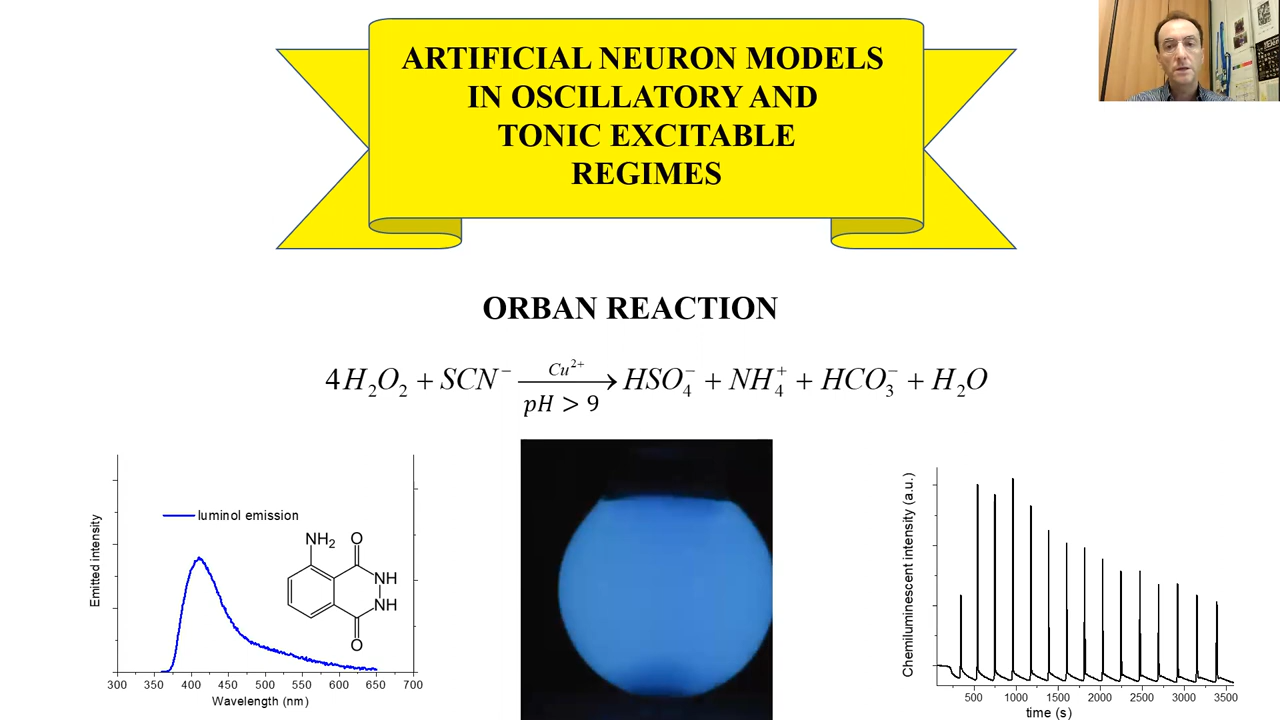 ARTIFICIAL NEURON MODELS
IN OSCILLATORY AND
TONIC EXCITABLE
REGIMES
ORBAN REACTION
4H₂O₂ + SCN⁻ ⟶ HSO₄⁻ + NH₄⁺ + HCO₃⁻ + H₂O
Cu²⁺
pH > 9
Emitted intensity
luminol emission
NH₂
O
NH
NH
O
300 350 400 450 500 550 600 650 700
Wavelength (nm)
Chemiluminescent intensity (a.u.)
500 1000 1500 2000 2500 3000 3500
time (s)